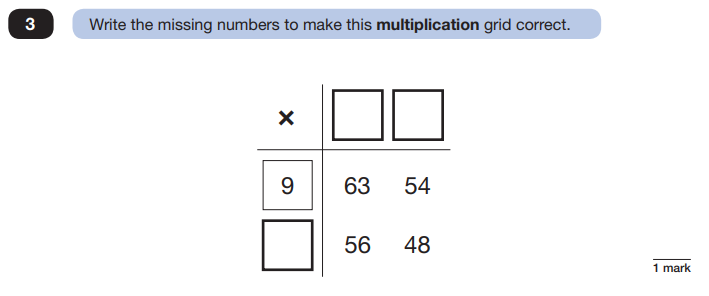 3 Write the missing numbers to make this multiplication grid correct.
×
9 63 54
56 48
1 mark